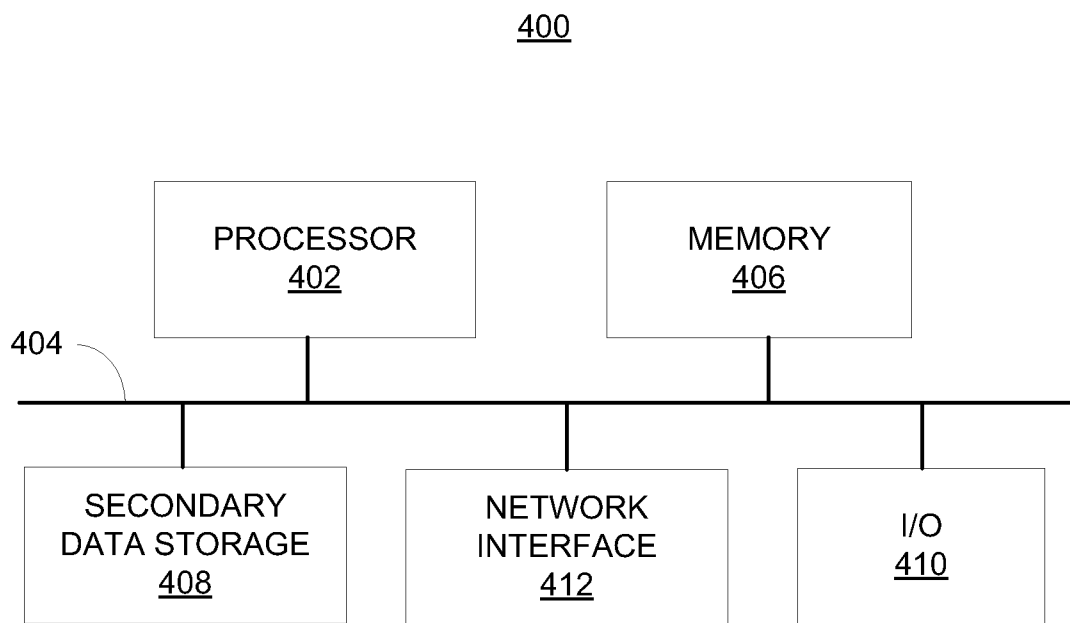 400
PROCESSOR
402
MEMORY
406
404
SECONDARY
DATA STORAGE
408
NETWORK
INTERFACE
412
I/O
410